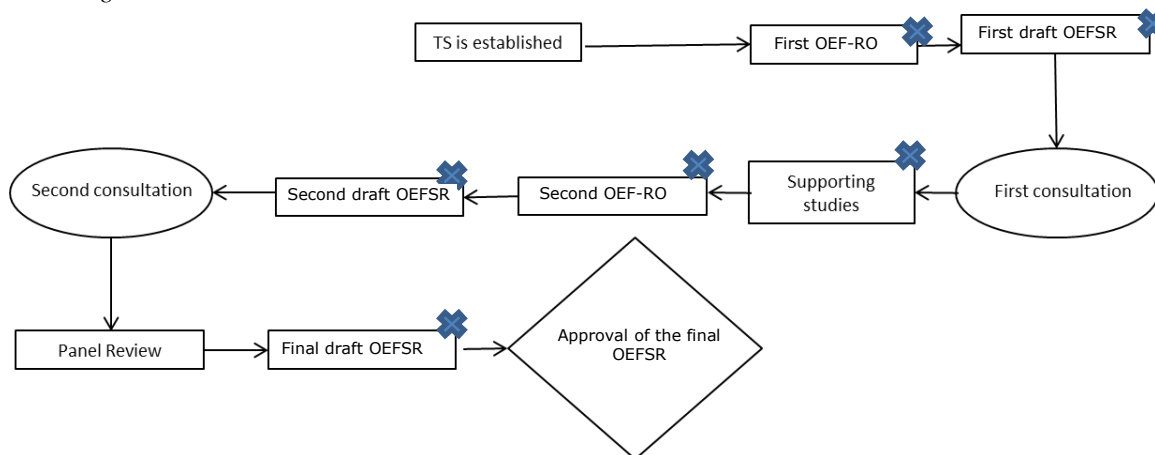 TS is established
First OEF-RO
First draft OEFSR
First consultation
Supporting
studies
Second OEF-RO
Second draft OEFSR
Second consultation
Panel Review
Final draft OEFSR
Approval of the final
OEFSR